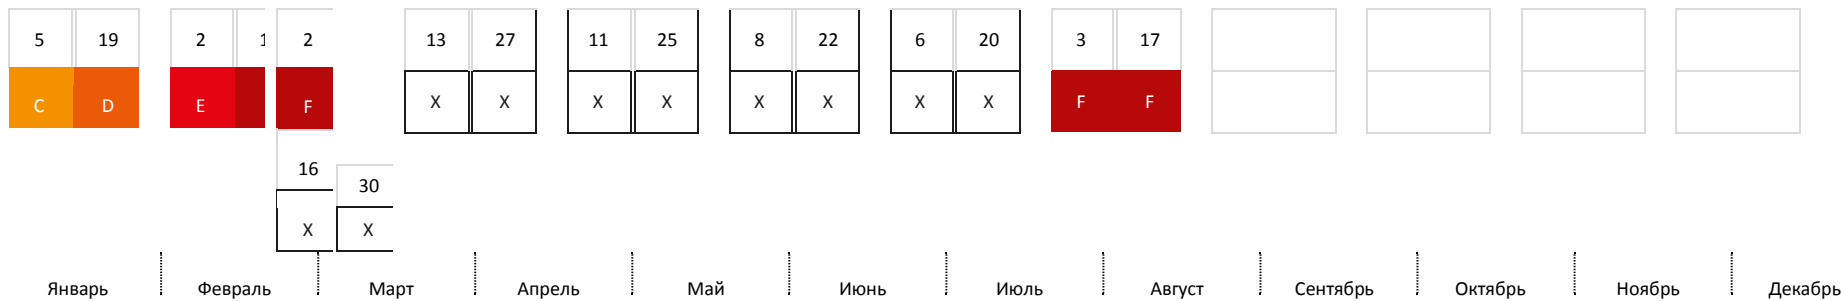 5 19 2 2 13 27 11 25 8 22 6 20 3 17
C D E F X X X X X X X X F F
16
30
X X
Январь Февраль Март Апрель Май Июнь Июль Август Сентябрь Октябрь Ноябрь Декабрь